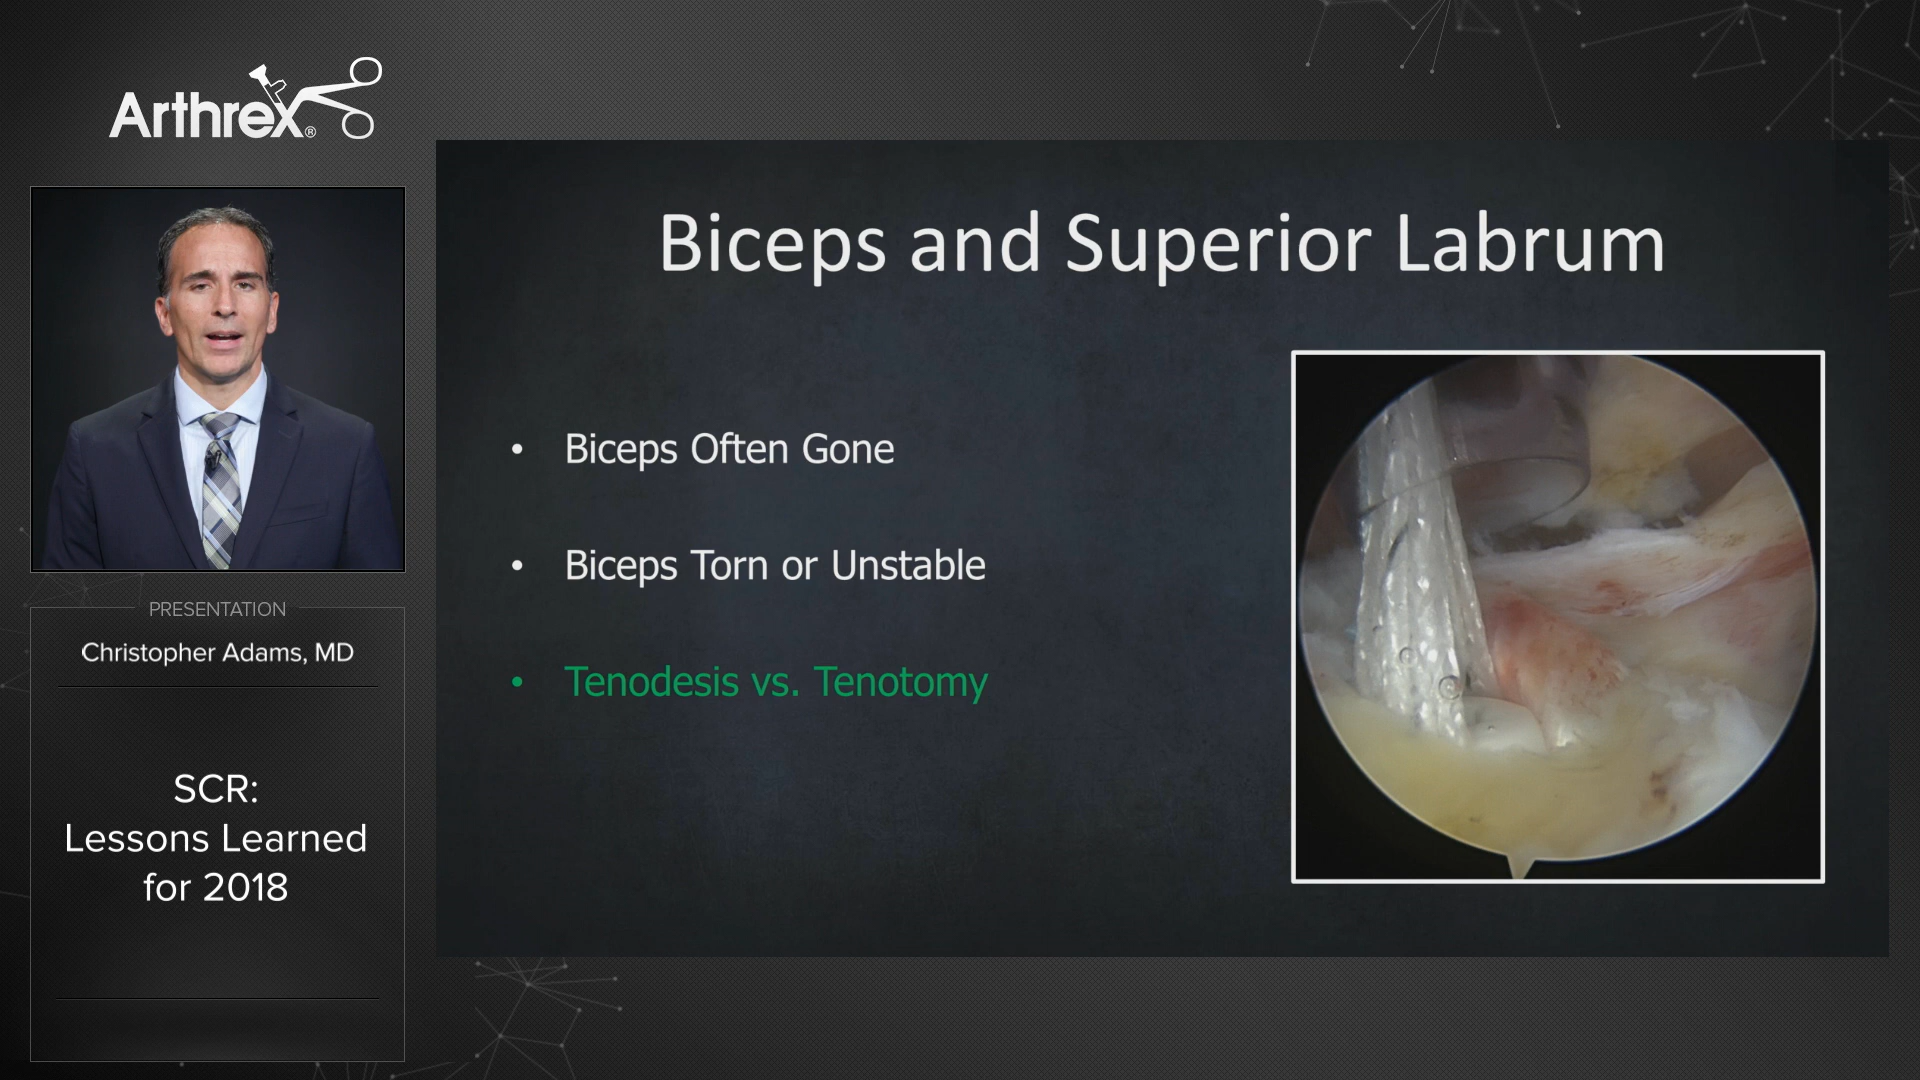 Arthrex®
PRESENTATION
Christopher Adams, MD
SCR:
Lessons Learned
for 2018
Biceps and Superior Labrum
• Biceps Often Gone
• Biceps Torn or Unstable
• Tenodesis vs. Tenotomy